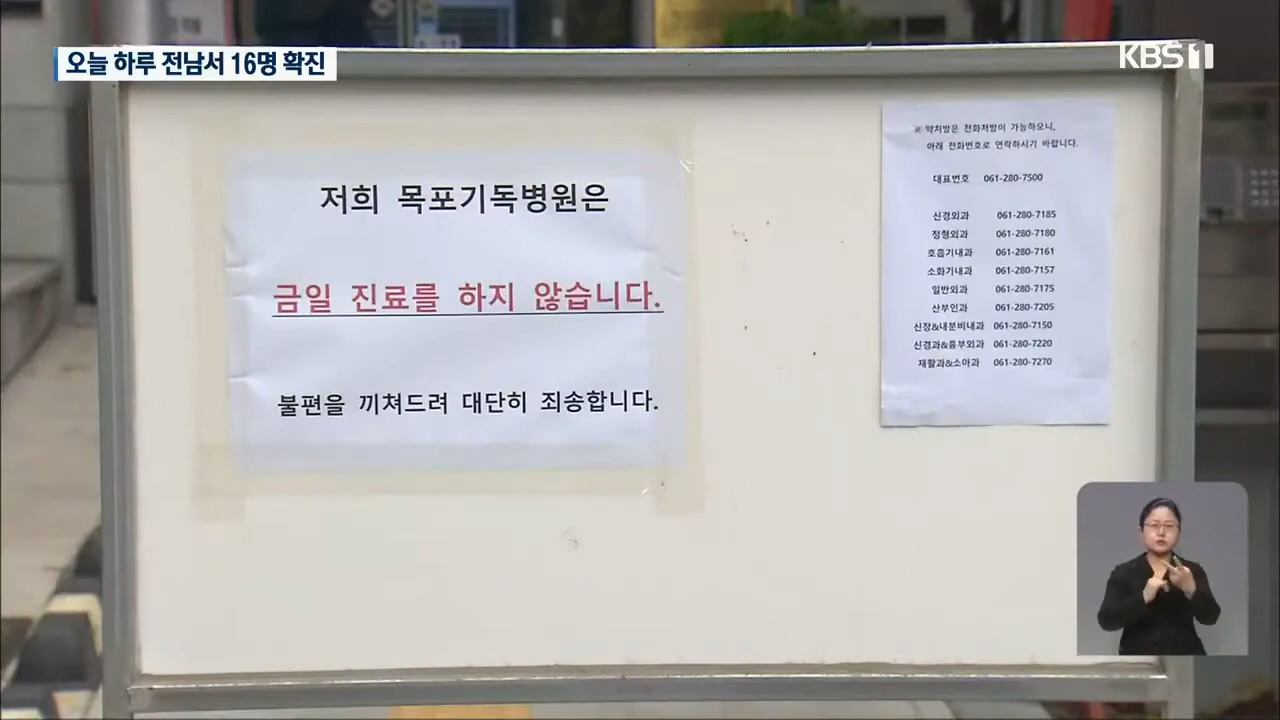 오늘 하루 전남서 16명 확진
KBS 1
저희 목포기독병원은
금일 진료를 하지 않습니다.
불편을 끼쳐드려 대단히 죄송합니다.
※ 약처방은 전화처방이 가능하오니,
아래 전화번호로 연락하시기 바랍니다.
대표번호 061-280-7500
신경외과 061-280-7185
정형외과 061-280-7180
호흡기내과 061-280-7161
소화기내과 061-280-7157
일반외과 061-280-7175
산부인과 061-280-7205
신장&내분비내과 061-280-7150
신경과&흉부외과 061-280-7220
재활과&소아과 061-280-7270